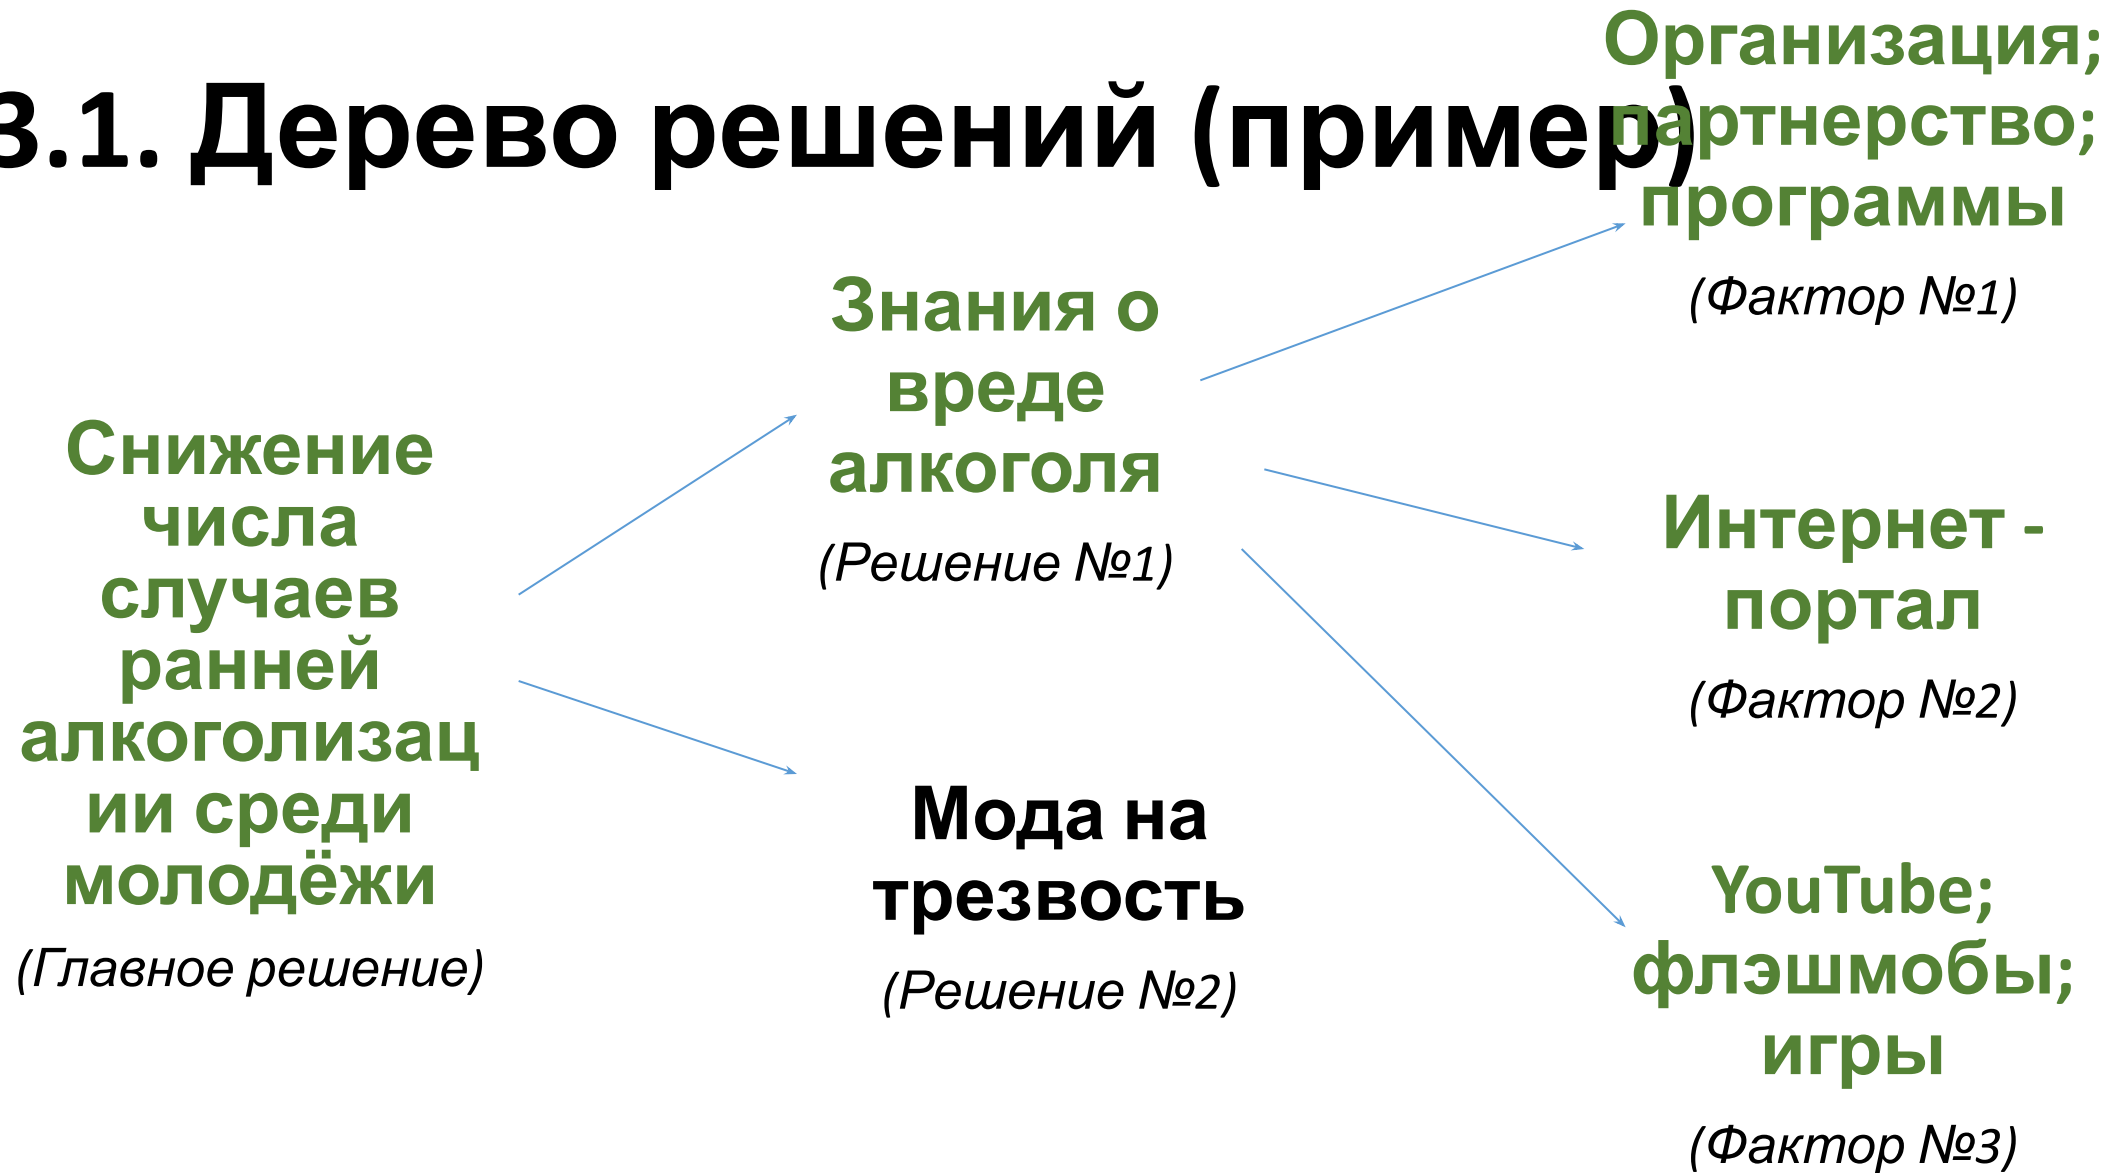 3.1. Дерево решений (пример)
Снижение
числа
случаев
ранней
алкоголизац
ии среди
молодёжи
(Главное решение)
Знания о
вреде
алкоголя
(Решение №1)
Мода на
трезвость
(Решение №2)
Организация;
партнерство;
программы
(Фактор №1)
Интернет -
портал
(Фактор №2)
YouTube;
флэшмобы;
игры
(Фактор №3)